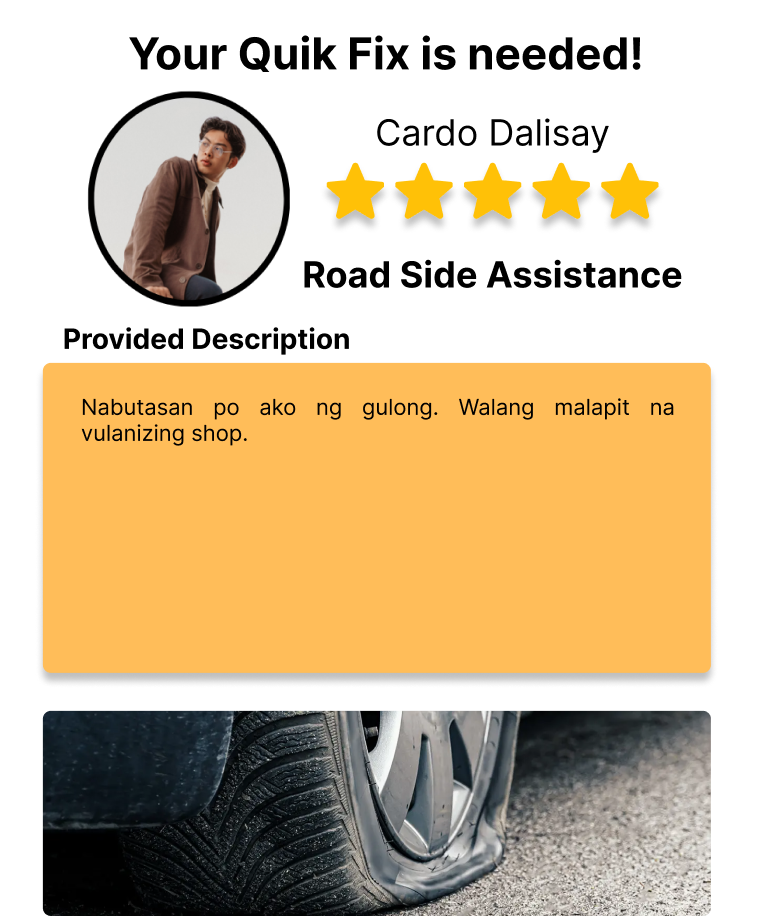 Your Quik Fix is needed!
Cardo Dalisay
Road Side Assistance
Provided Description
Nabutasan po ako ng gulong. Walang malapit na
vulanizing shop.